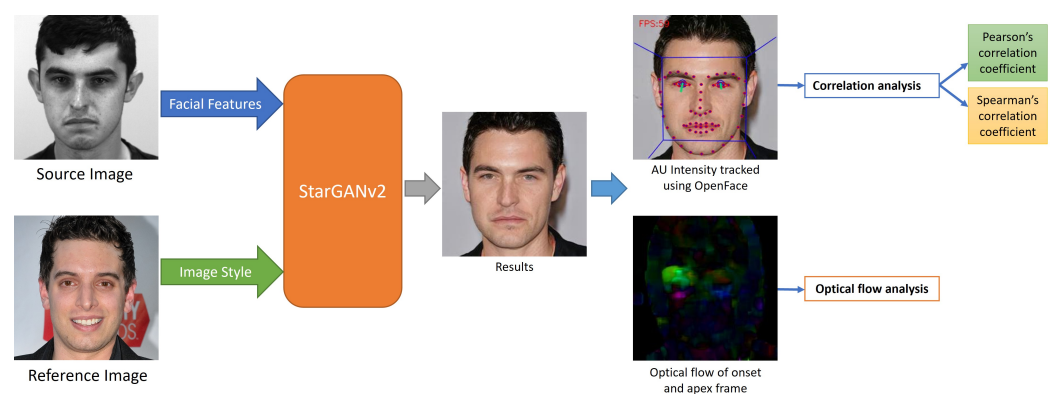 FPS:59
Pearson's
correlation
coefficient
Facial Features
Correlation analysis
Spearman's
correlation
coefficient
Source Image
AU Intensity tracked
using OpenFace
StarGANv2
Image Style
Results
Optical flow analysis
Reference Image
Optical flow of onset
and apex frame